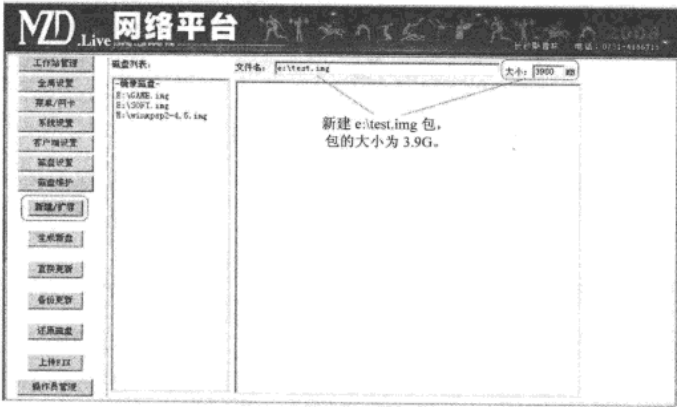 MZD.Live 网络平台
工作站管理
全局设置
菜单/网卡
系统设置
客户端设置
磁盘设置
磁盘维护
新建/扩容
生成新盘
直接更新
备份更新
还原磁盘
上传PIX
操作员管理
磁盘列表:
-镜象磁盘-
E:\GAME.img
E:\SOFT.img
E:\winxpsp2-4.5.img
文件名: e:\test.img
大小: 3900 MB
新建 e:\test.img 包,
包的大小为 3.9G。